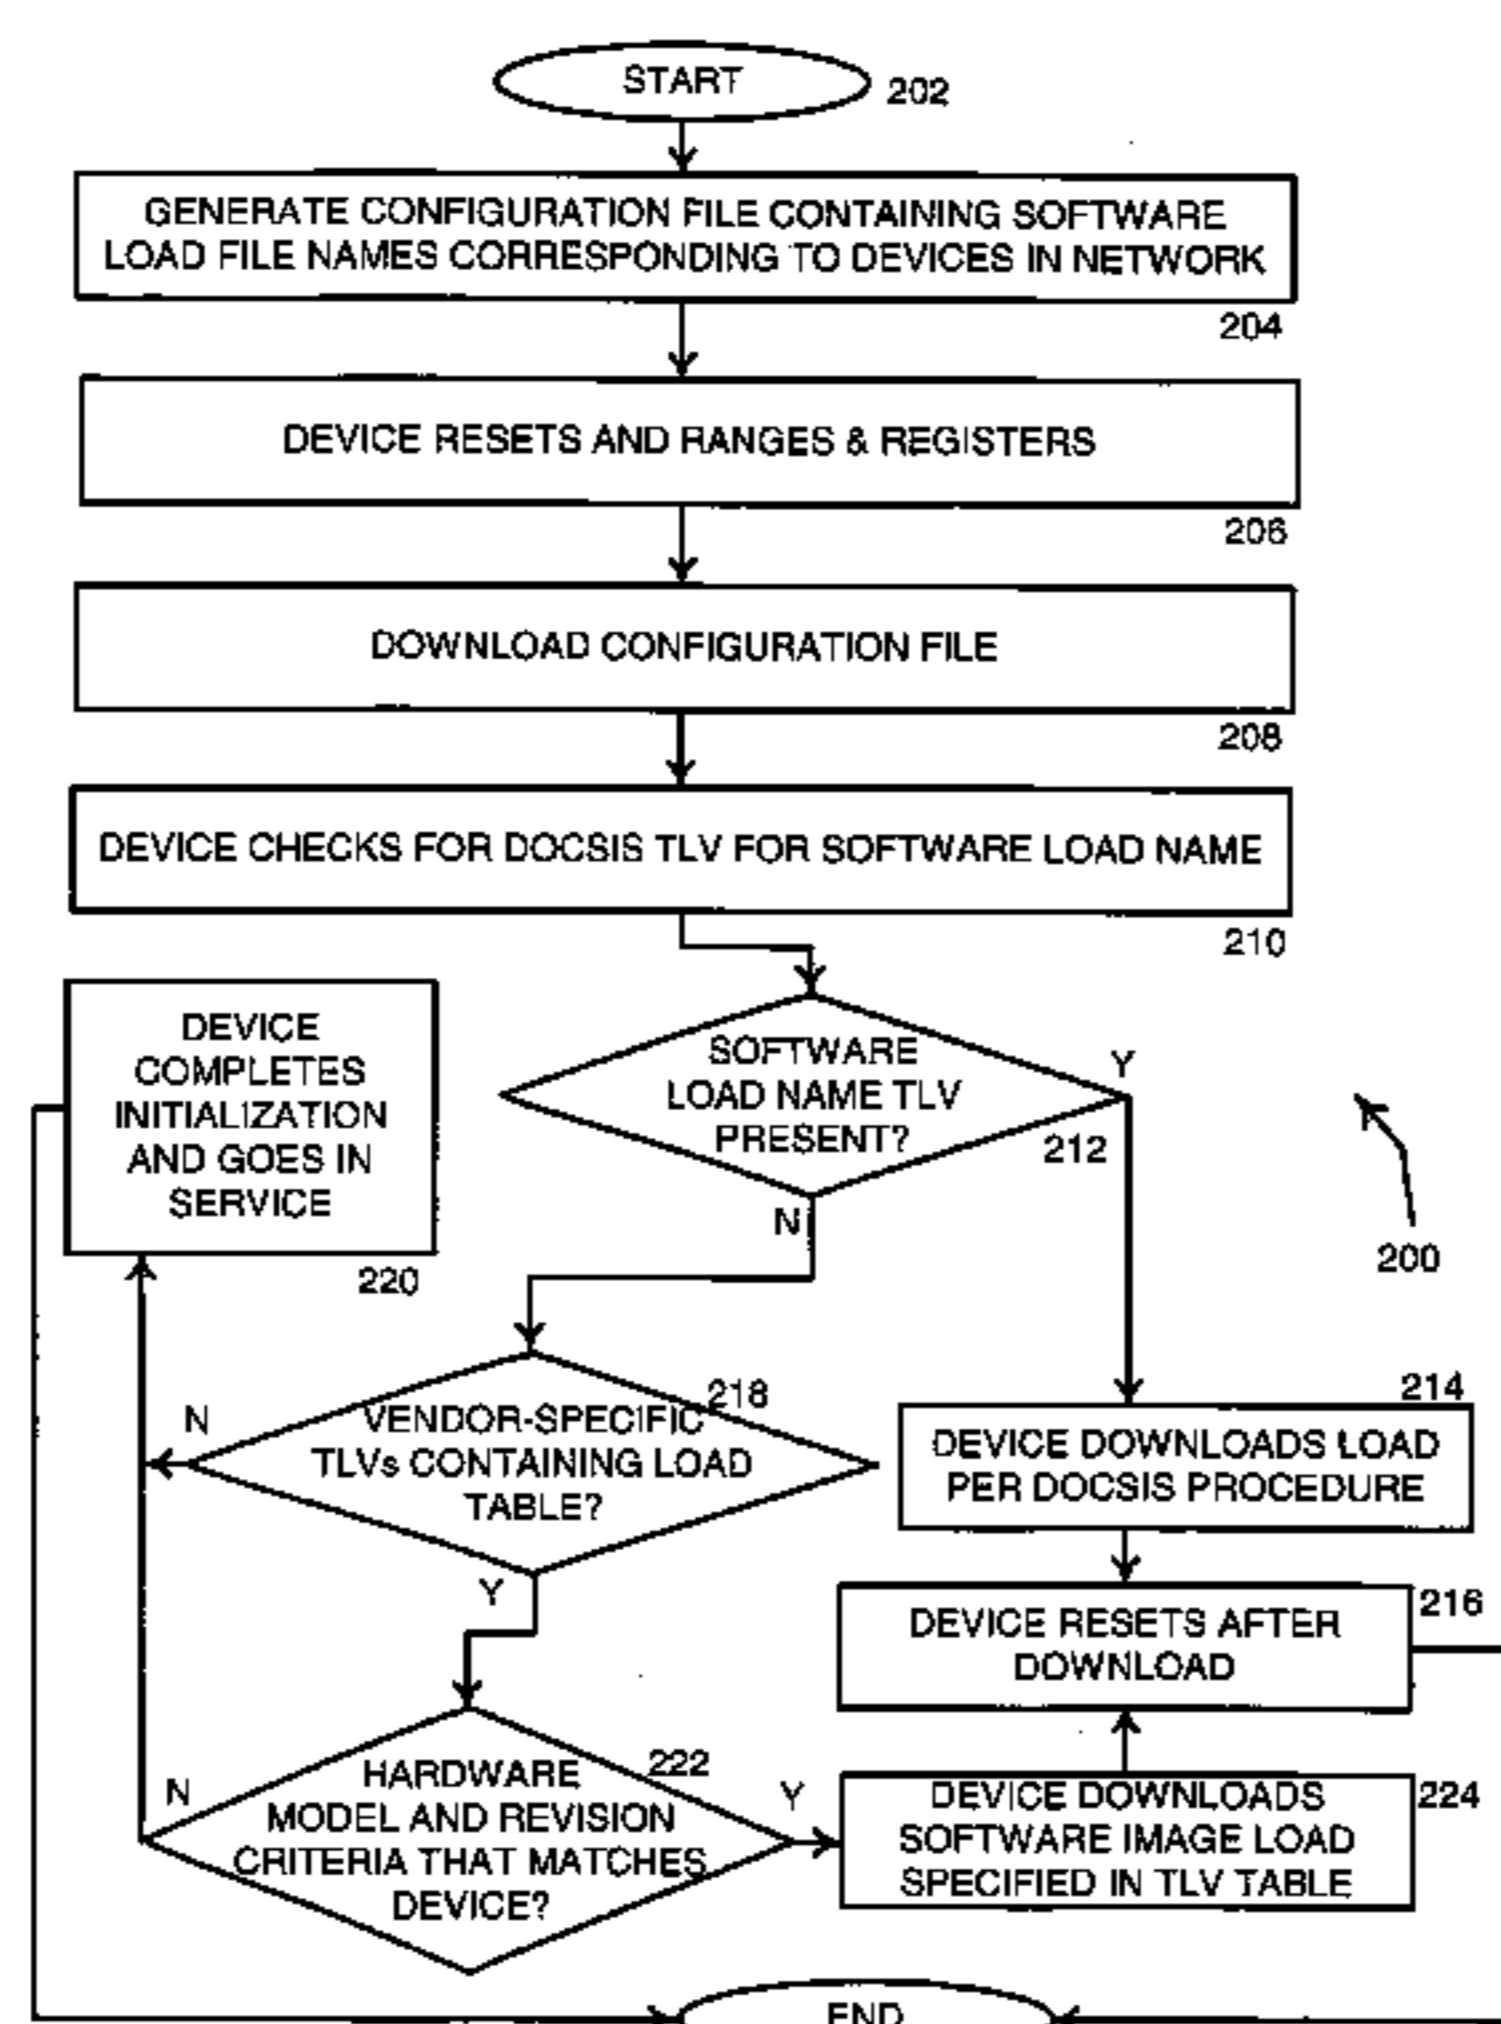 START
202
GENERATE CONFIGURATION FILE CONTAINING SOFTWARE
LOAD FILE NAMES CORRESPONDING TO DEVICES IN NETWORK
204
DEVICE RESETS AND RANGES & REGISTERS
206
DOWNLOAD CONFIGURATION FILE
208
DEVICE CHECKS FOR DOCSIS TLV FOR SOFTWARE LOAD NAME
210
DEVICE
COMPLETES
INITIALIZATION
AND GOES IN
SERVICE
220
SOFTWARE
LOAD NAME TLV
PRESENT?
212
Y
N
200
218
VENDOR-SPECIFIC
TLVs CONTAINING LOAD
TABLE?
N
Y
214
DEVICE DOWNLOADS LOAD
PER DOCSIS PROCEDURE
216
DEVICE RESETS AFTER
DOWNLOAD
222
HARDWARE
MODEL AND REVISION
CRITERIA THAT MATCHES
DEVICE?
N
Y
224
DEVICE DOWNLOADS
SOFTWARE IMAGE LOAD
SPECIFIED IN TLV TABLE
END